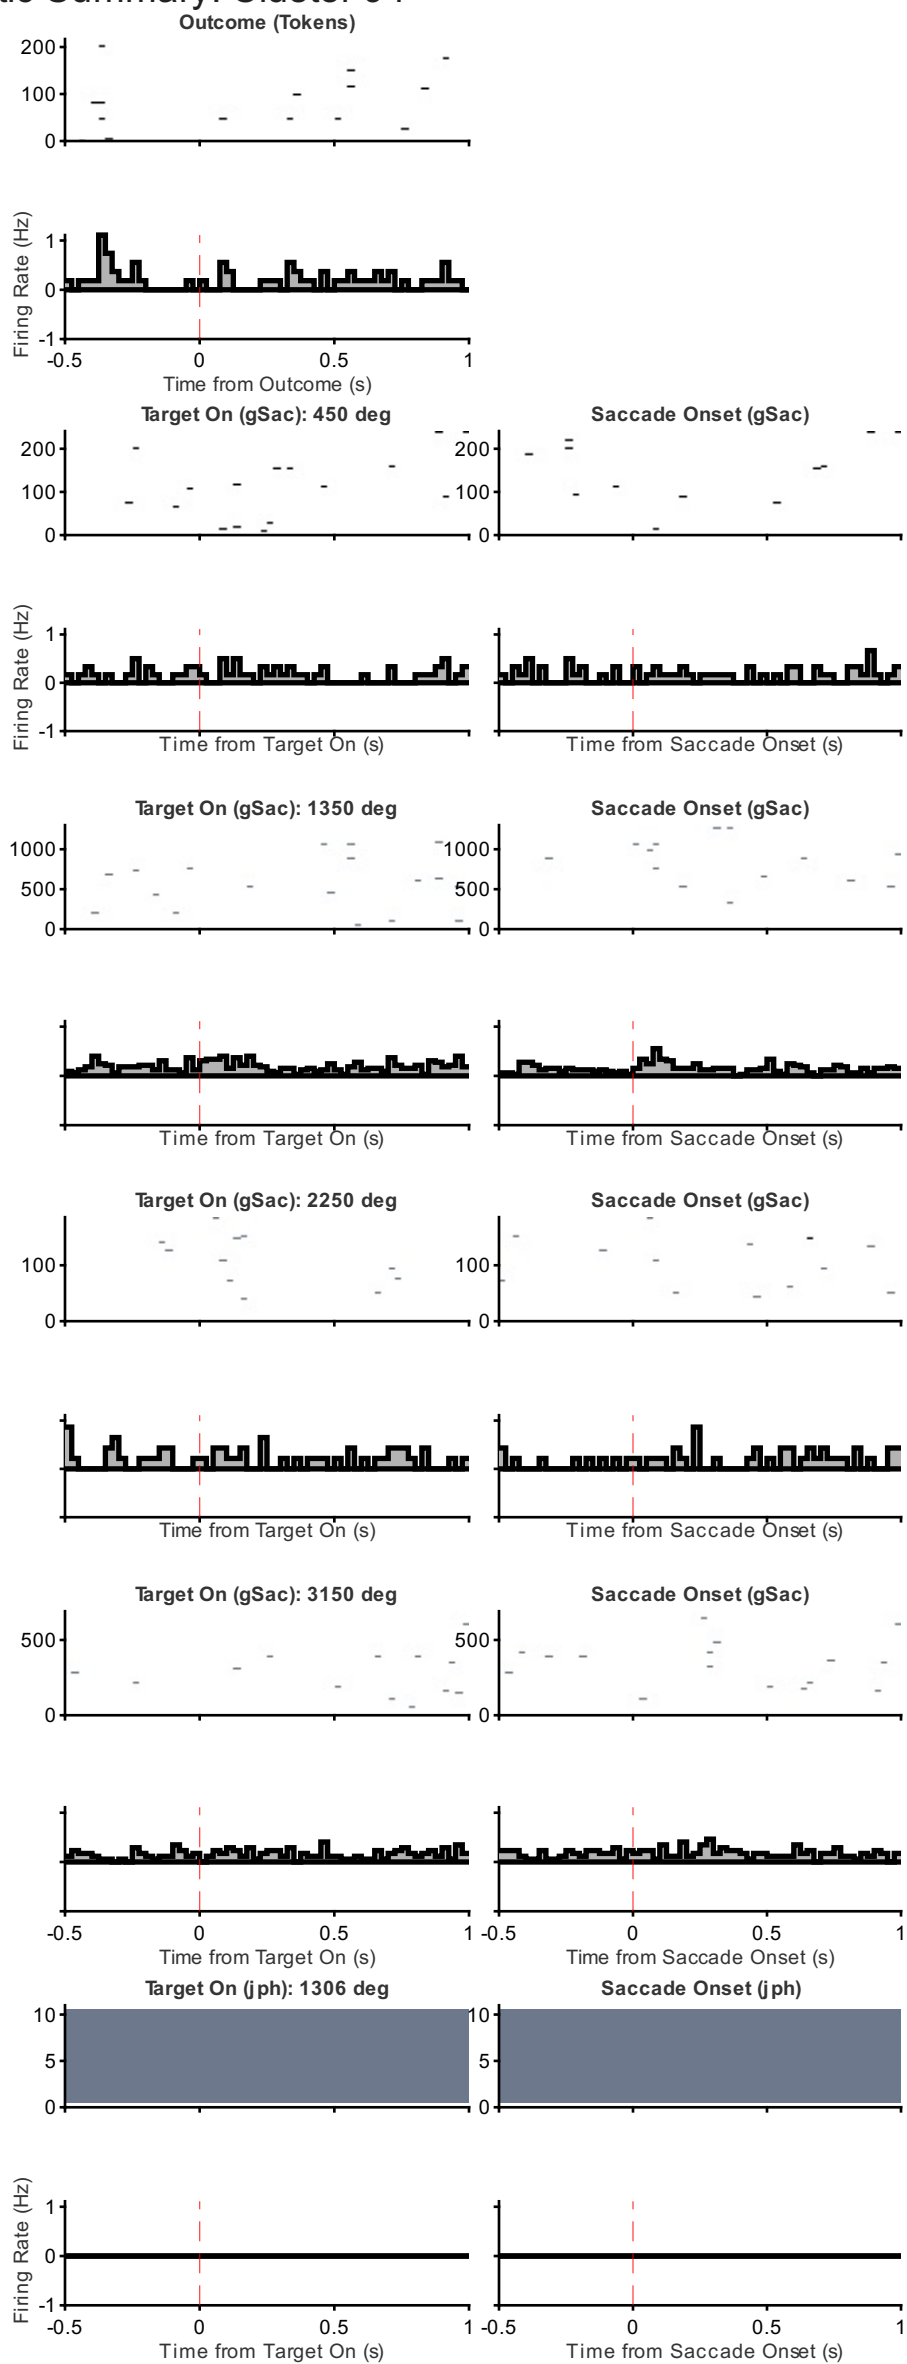 Summary: Cluster
Outcome (Tokens)
200
100
0
Firing Rate (Hz)
1
0
-1
-0.5 0 0.5 1
Time from Outcome (s)
Target On (gSac): 450 deg Saccade Onset (gSac)
200 200
100 100
0 0
Firing Rate (Hz)
1
0
-1
Time from Target On (s) Time from Saccade Onset (s)
Target On (gSac): 1350 deg Saccade Onset (gSac)
1000 1000
500 500
0 0
Time from Target On (s) Time from Saccade Onset (s)
Target On (gSac): 2250 deg Saccade Onset (gSac)
100 100
0 0
Time from Target On (s) Time from Saccade Onset (s)
Target On (gSac): 3150 deg Saccade Onset (gSac)
500 500
0 0
-0.5 0 0.5 1 -0.5 0 0.5 1
Time from Target On (s) Time from Saccade Onset (s)
Target On (jph): 1306 deg Saccade Onset (jph)
10 10
5 5
0 0
Firing Rate (Hz)
1
0
-1
-0.5 0 0.5 1 -0.5 0 0.5 1
Time from Target On (s) Time from Saccade Onset (s)